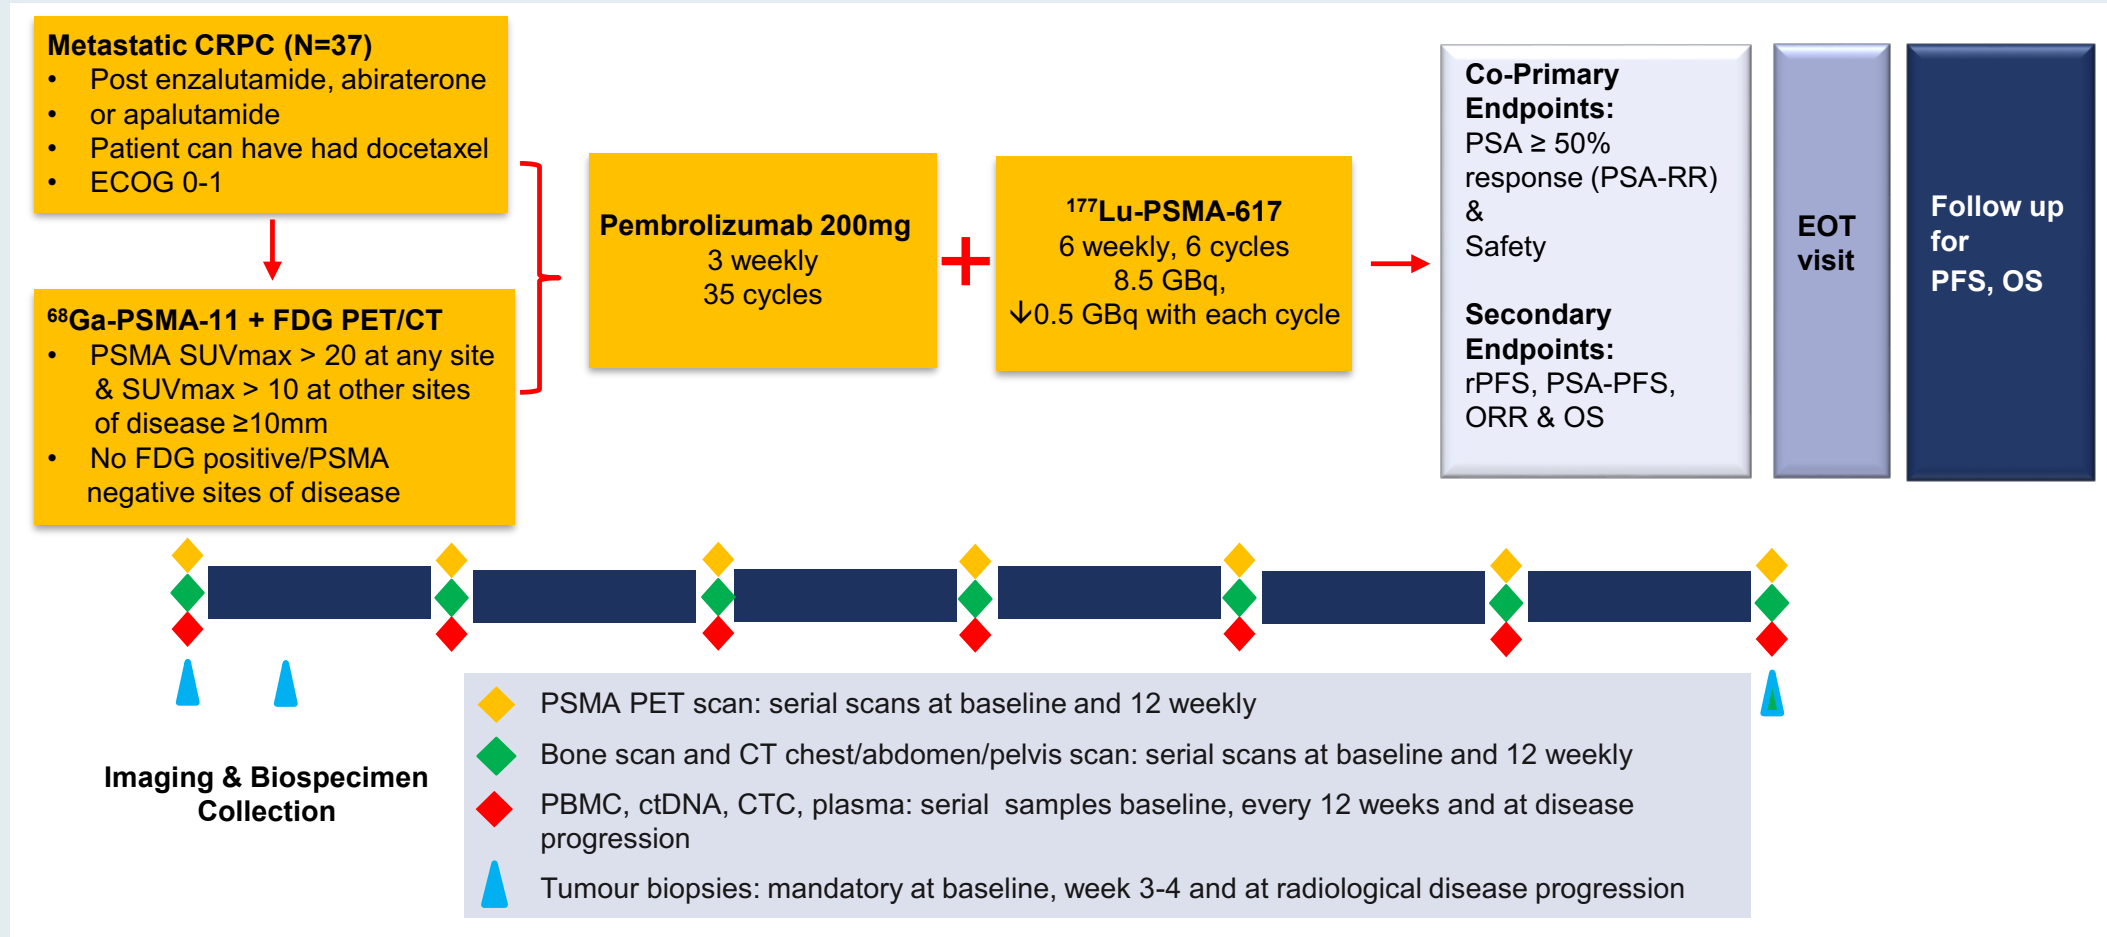 Metastatic CRPC (N=37)
• Post enzalutamide, abiraterone
• or apalutamide
• Patient can have had docetaxel
• ECOG 0-1
⁶⁸Ga-PSMA-11 + FDG PET/CT
• PSMA SUVmax > 20 at any site
& SUVmax > 10 at other sites
of disease ≥10mm
• No FDG positive/PSMA
negative sites of disease
Pembrolizumab 200mg
3 weekly
35 cycles
+
¹⁷⁷Lu-PSMA-617
6 weekly, 6 cycles
8.5 GBq,
↓0.5 GBq with each cycle
Co-Primary
Endpoints:
PSA ≥ 50%
response (PSA-RR)
&
Safety
Secondary
Endpoints:
rPFS, PSA-PFS,
ORR & OS
EOT
visit
Follow up
for
PFS, OS
Imaging & Biospecimen
Collection
PSMA PET scan: serial scans at baseline and 12 weekly
Bone scan and CT chest/abdomen/pelvis scan: serial scans at baseline and 12 weekly
PBMC, ctDNA, CTC, plasma: serial  samples baseline, every 12 weeks and at disease
progression
Tumour biopsies: mandatory at baseline, week 3-4 and at radiological disease progression